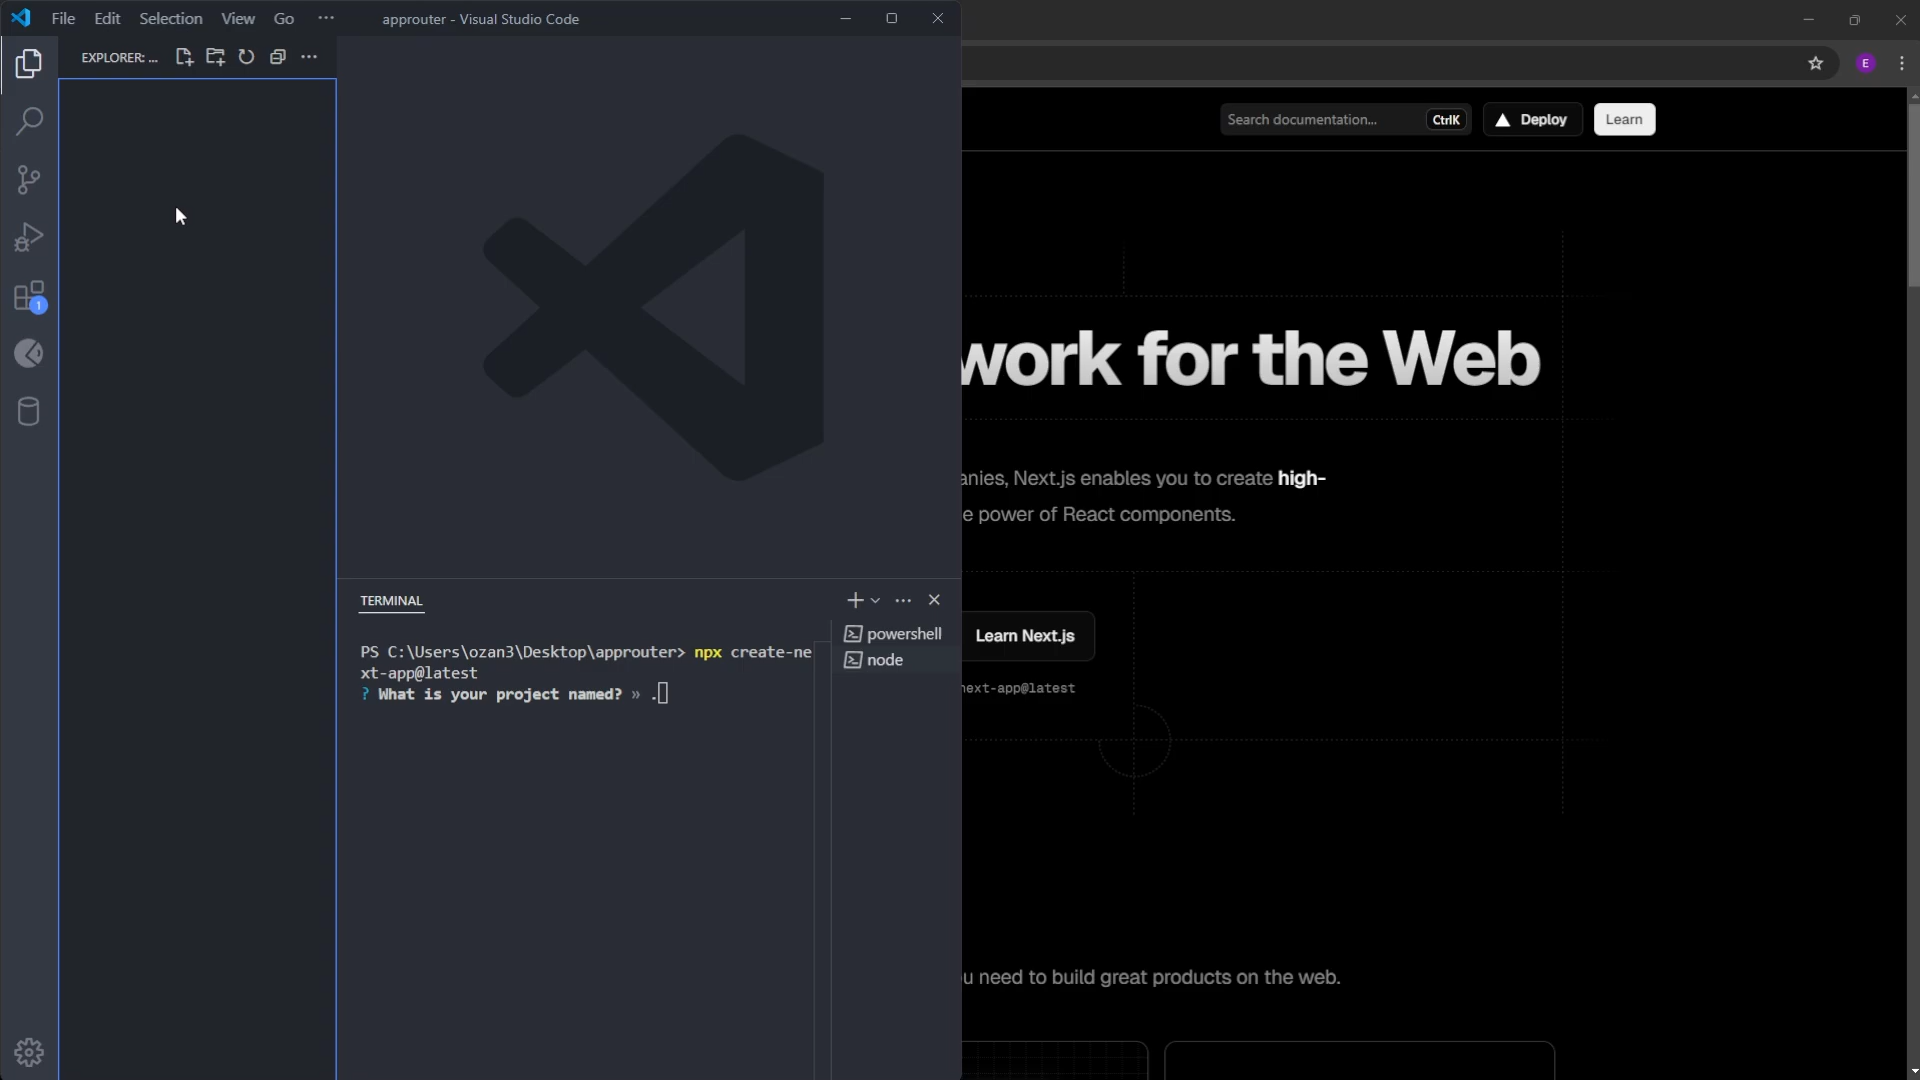 File Edit Selection View Go ··· approuter - Visual Studio Code
EXPLORER: ...
1
TERMINAL
powershell
node
PS C:\Users\ozan3\Desktop\approuter> npx create-ne
xt-app@latest
? What is your project named? » .
E
Search documentation... CtrlK Deploy Learn
work for the Web
anies, Next.js enables you to create high-
e power of React components.
Learn Next.js
next-app@latest
u need to build great products on the web.